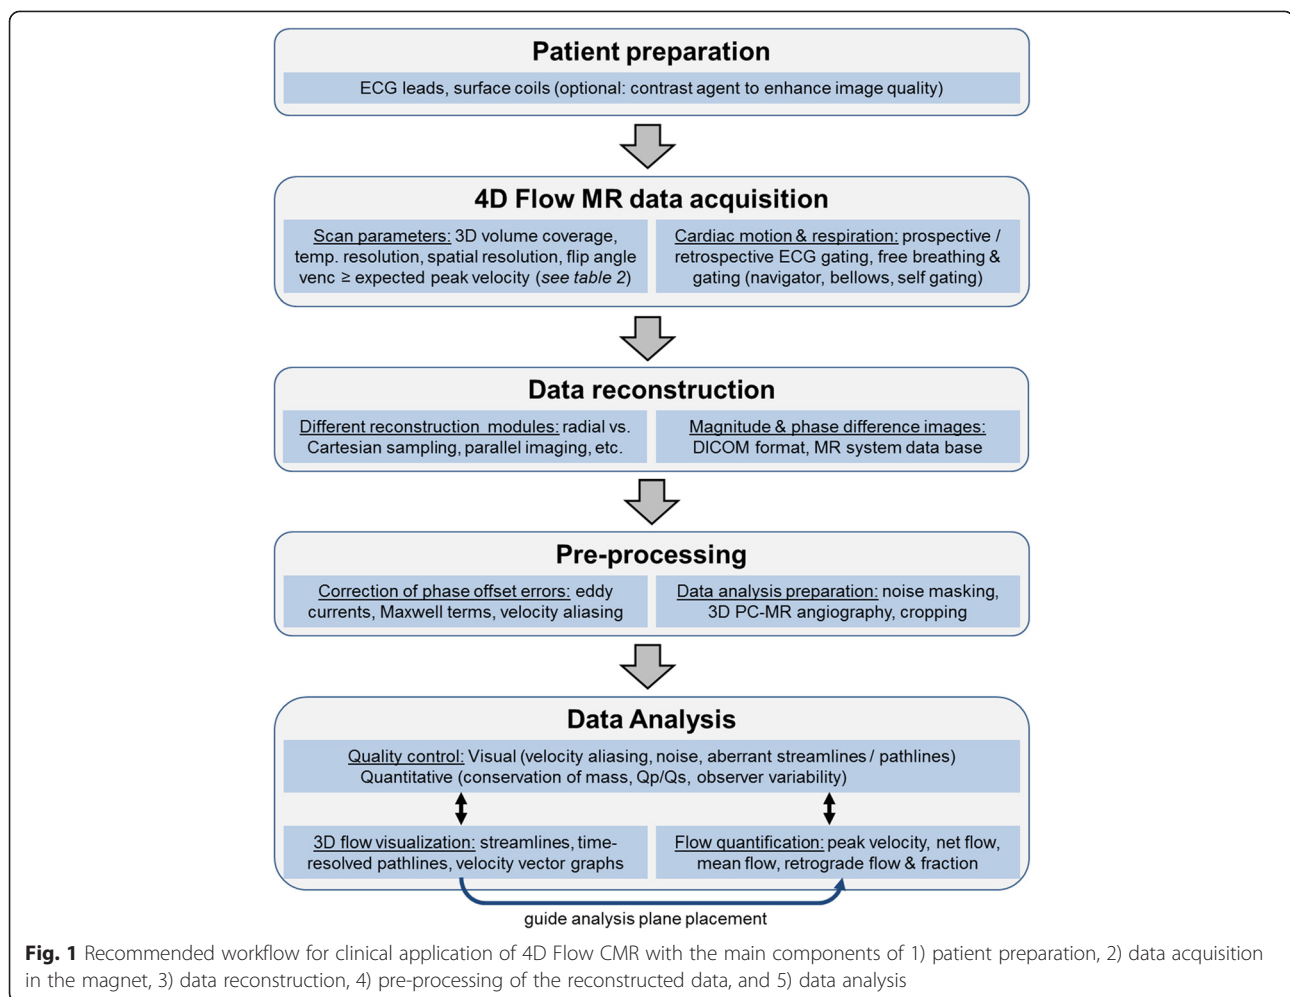 Patient preparation
ECG leads, surface coils (optional: contrast agent to enhance image quality)
4D Flow MR data acquisition
Scan parameters: 3D volume coverage,
temp. resolution, spatial resolution, flip angle
venc ≥ expected peak velocity (see table 2)
Cardiac motion & respiration: prospective /
retrospective ECG gating, free breathing &
gating (navigator, bellows, self gating)
Data reconstruction
Different reconstruction modules: radial vs.
Cartesian sampling, parallel imaging, etc.
Magnitude & phase difference images:
DICOM format, MR system data base
Pre-processing
Correction of phase offset errors: eddy
currents, Maxwell terms, velocity aliasing
Data analysis preparation: noise masking,
3D PC-MR angiography, cropping
Data Analysis
Quality control: Visual (velocity aliasing, noise, aberrant streamlines / pathlines)
Quantitative (conservation of mass, Qp/Qs, observer variability)
3D flow visualization: streamlines, time-
resolved pathlines, velocity vector graphs
Flow quantification: peak velocity, net flow,
mean flow, retrograde flow & fraction
guide analysis plane placement
Fig. 1 Recommended workflow for clinical application of 4D Flow CMR with the main components of 1) patient preparation, 2) data acquisition
in the magnet, 3) data reconstruction, 4) pre-processing of the reconstructed data, and 5) data analysis